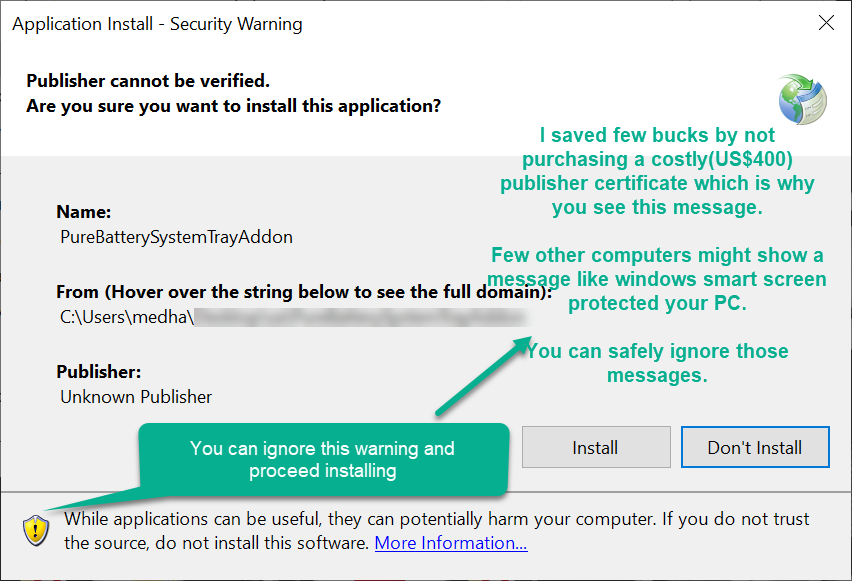 Application Install - Security Warning
Publisher cannot be verified.
Are you sure you want to install this application?
I saved few bucks by not
purchasing a costly(US$400)
publisher certificate which is why
you see this message.
Few other computers might show a
message like windows smart screen
protected your PC.
You can safely ignore those
messages.
Name:
PureBatterySystemTrayAddon
From (Hover over the string below to see the full domain):
C:\Users\medha\
Publisher:
Unknown Publisher
You can ignore this warning and
proceed installing
Install
Don't Install
While applications can be useful, they can potentially harm your computer. If you do not trust
the source, do not install this software. More Information...